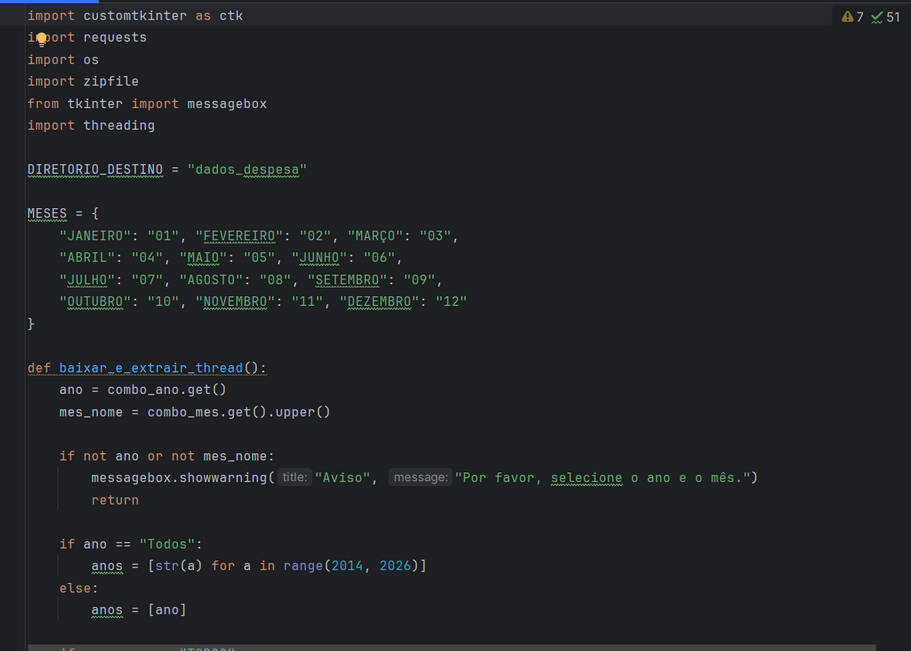 import customtkinter as ctk
7 51
import requests
import os
import zipfile
from tkinter import messagebox
import threading
DIRETORIO_DESTINO = "dados_despesa"
MESES = {
"JANEIRO": "01", "FEVEREIRO": "02", "MARÇO": "03",
"ABRIL": "04", "MAIO": "05", "JUNHO": "06",
"JULHO": "07", "AGOSTO": "08", "SETEMBRO": "09",
"OUTUBRO": "10", "NOVEMBRO": "11", "DEZEMBRO": "12"
}
def baixar_e_extrair_thread():
ano = combo_ano.get()
mes_nome = combo_mes.get().upper()
if not ano or not mes_nome:
messagebox.showwarning( title: "Aviso", message: "Por favor, selecione o ano e o mês.")
return
if ano == "Todos":
anos = [str(a) for a in range(2014, 2026)]
else:
anos = [ano]